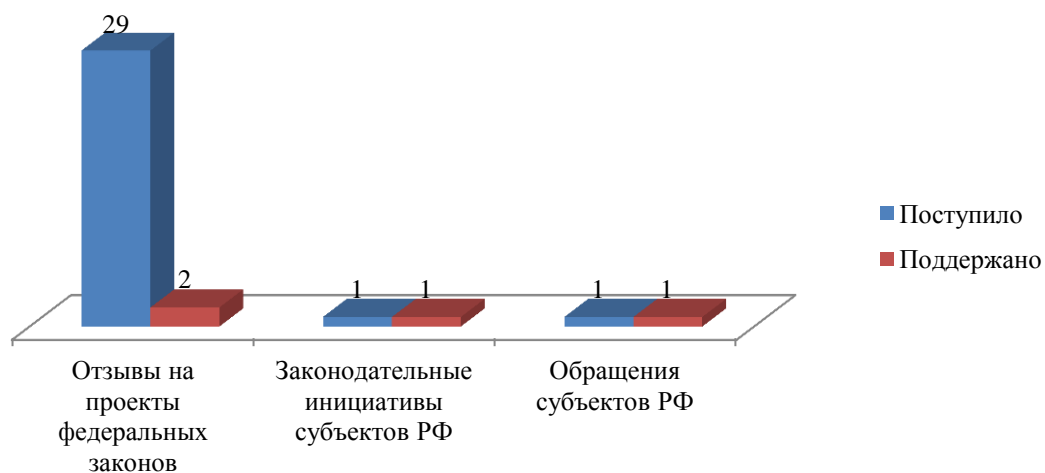 29
2
1
1
1
1
Поступило
Поддержано
Отзывы на
проекты
федеральных
законов
Законодательные
инициативы
субъектов РФ
Обращения
субъектов РФ